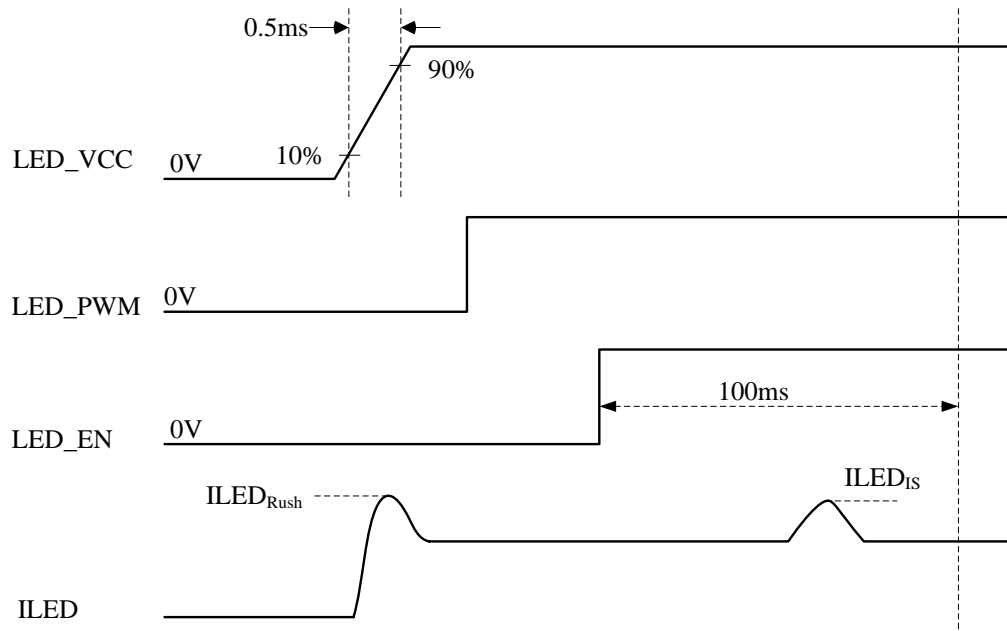 0.5ms
90%
10%
LED_VCC 0V
LED_PWM 0V
100ms
LED_EN 0V
ILED_Rush
ILED_IS
ILED